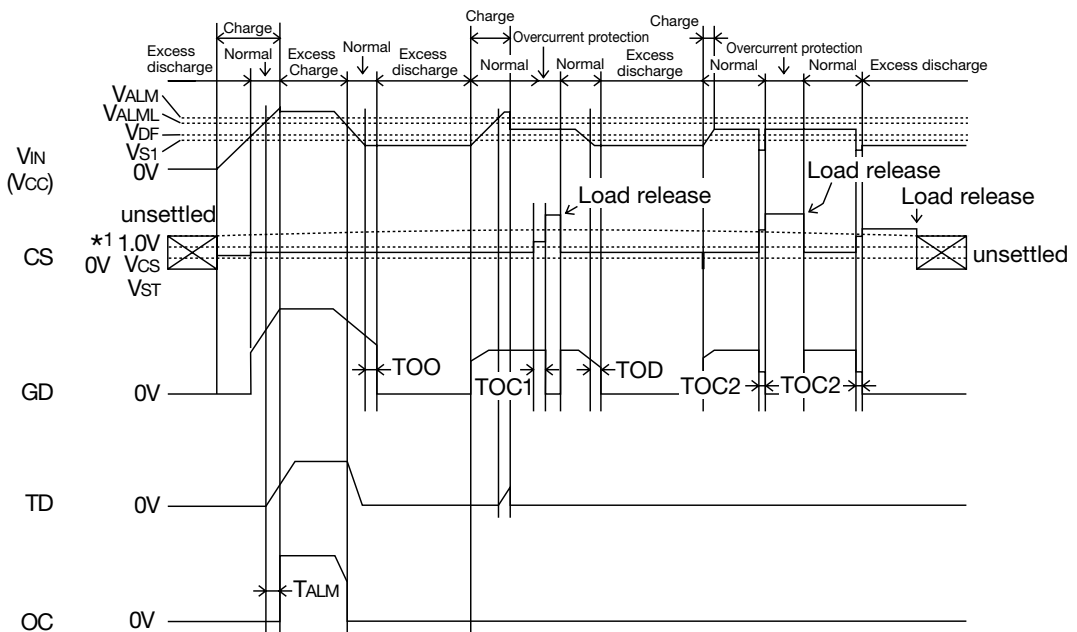 Charge
Charge
Charge
Excess discharge
Normal
Excess Charge
Normal
Excess discharge
Normal
Overcurrent protection
Normal
Excess discharge
Normal
Overcurrent protection
Normal
Excess discharge
VALM
VALML
VDF
VS1
0V
VIN
(VCC)
Load release
Load release
Load release
unsettled
*1 1.0V
0V VCS
VST
CS
unsettled
TOO
TOC1
TOD
TOC2
TOC2
GD 0V
TD 0V
TALM
OC 0V